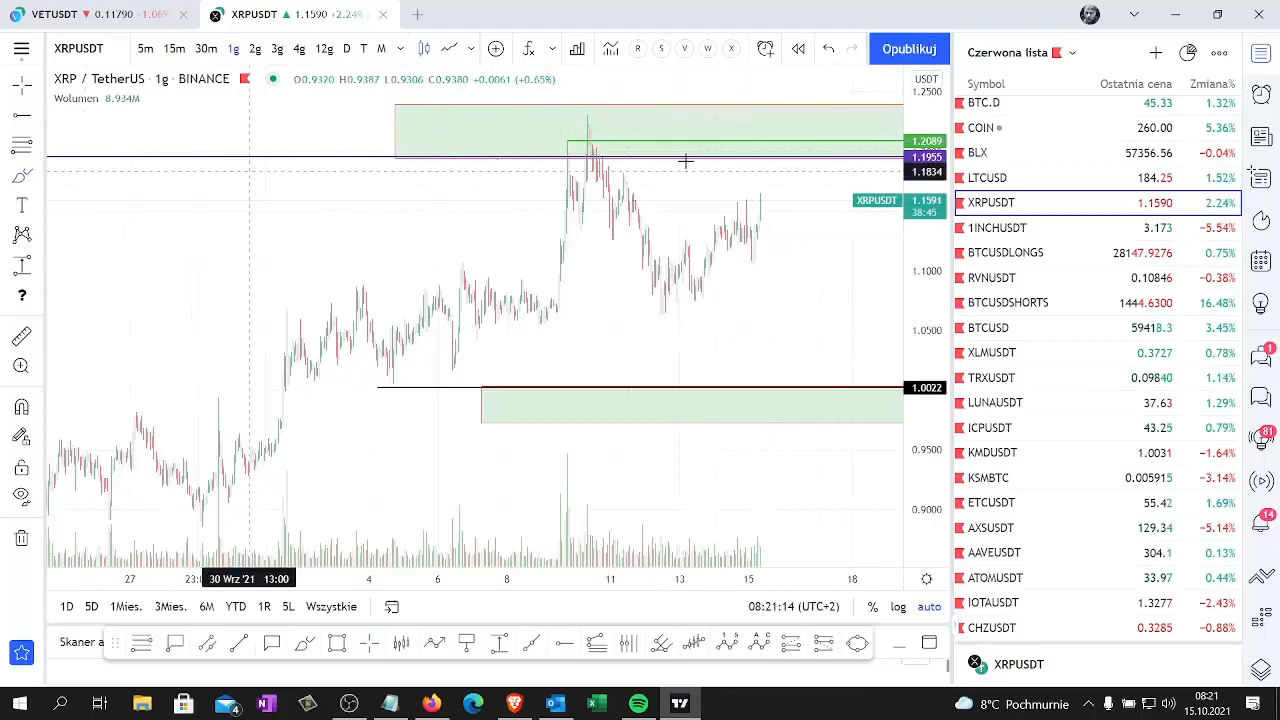 VETUSDT ▼ 0.11790 -1.06%
XRPUSDT ▲ 1.1590 +2.24%
XRPUSDT 5m 15m 30m 1g 2g 3g 4g 12g D T M R S V W X Opublikuj
Czerwona lista
XRP / TetherUS · 1g · BINANCE O0.9320 H0.9387 L0.9306 C0.9380 +0.0061 (+0.65%)
Wolumen 8.934M
USDT
1.2500
1.2089
1.1955
1.1834
XRPUSDT 1.1591
38:45
1.1000
1.0500
1.0022
0.9500
0.9000
27 30 Wrz '21 13:00 4 6 8 11 13 15 18
1D 5D 1Mies. 3Mies. 6M YTD 1R 5L Wszystkie 08:21:14 (UTC+2) % log auto
Skaner a
Symbol Ostatnia cena Zmiana%
BTC.D 45.33 1.32%
COIN 260.00 5.36%
BLX 57356.56 −0.04%
LTCUSD 184.25 1.52%
XRPUSDT 1.1590 2.24%
1INCHUSDT 3.173 −5.54%
BTCUSDLONGS 28147.9276 0.75%
RVNUSDT 0.10846 −0.38%
BTCUSDSHORTS 1444.6300 16.48%
BTCUSD 59418.3 3.45%
XLMUSDT 0.3727 0.78%
TRXUSDT 0.09840 1.14%
LUNAUSDT 37.63 1.29%
ICPUSDT 43.25 0.79%
KMDUSDT 1.0031 −1.64%
KSMBTC 0.005915 −3.14%
ETCUSDT 55.42 1.69%
AXSUSDT 129.34 −5.14%
AAVEUSDT 304.1 0.13%
ATOMUSDT 33.97 0.44%
IOTAUSDT 1.3277 −2.43%
CHZUSDT 0.3285 −0.88%
XRPUSDT
1
81
14
8°C Pochmurnie
08:21
15.10.2021